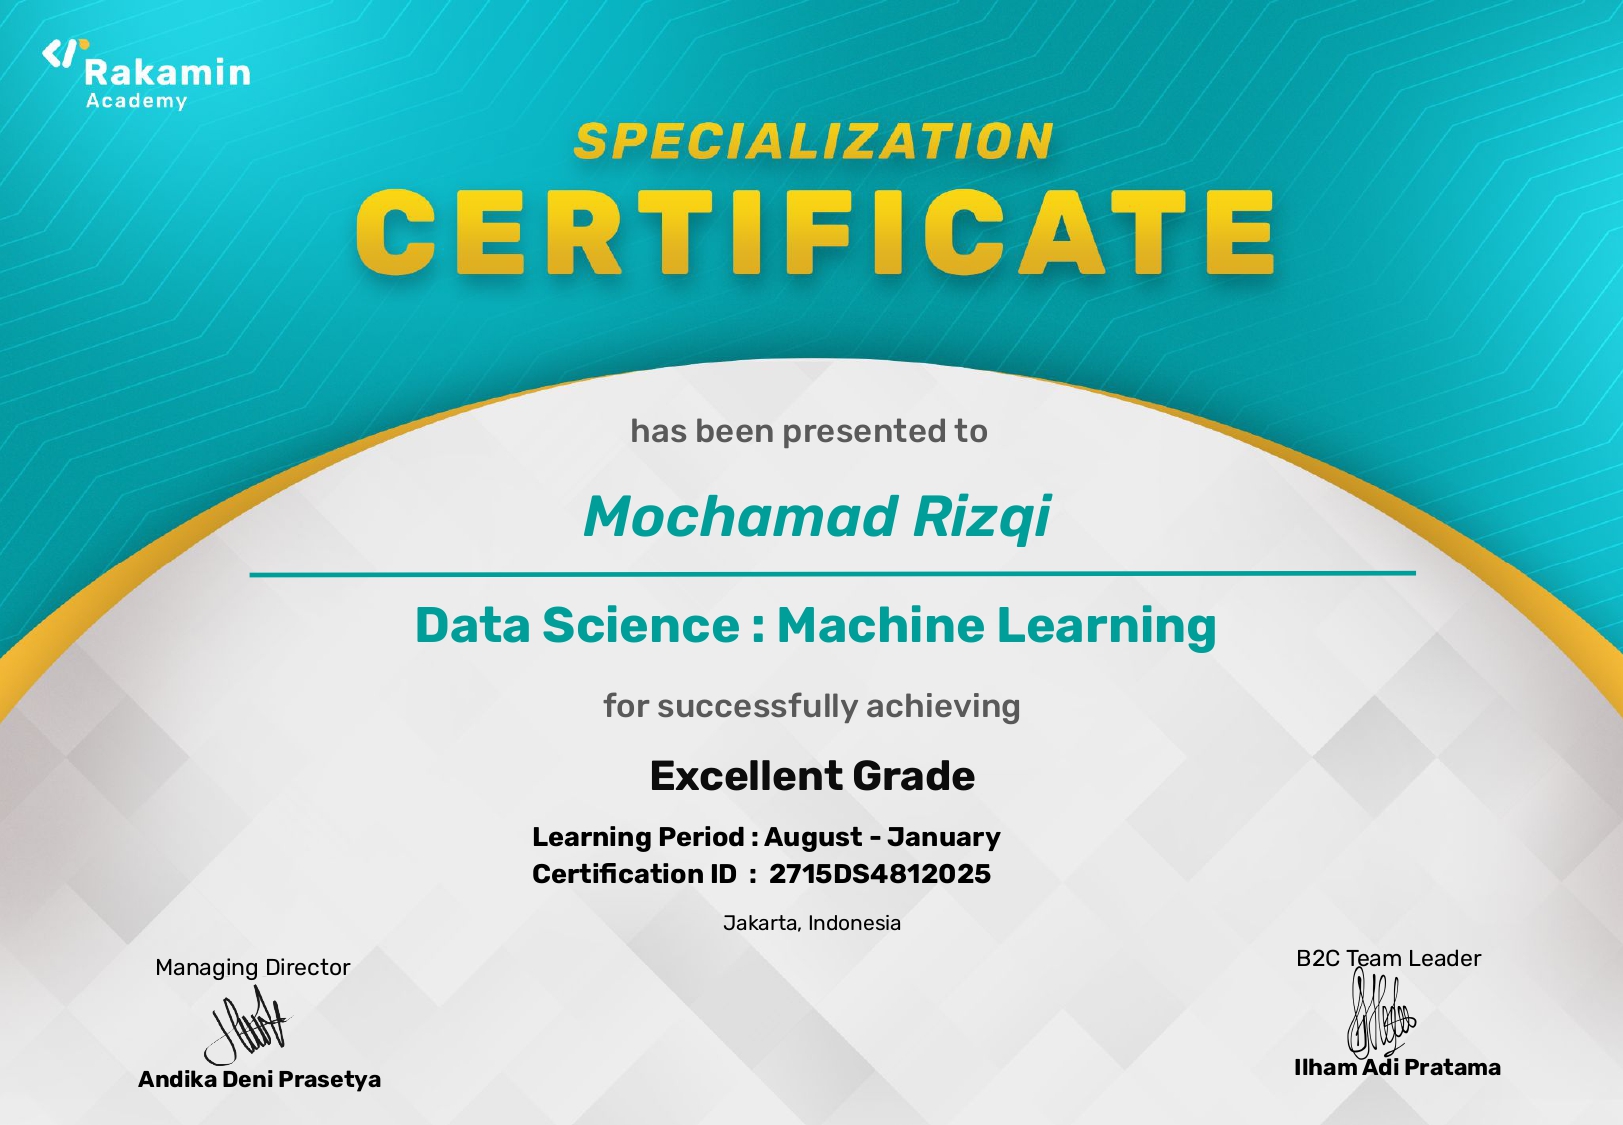 Rakamin
Academy
SPECIALIZATION
CERTIFICATE
has been presented to
Mochamad Rizqi
Data Science : Machine Learning
for successfully achieving
Excellent Grade
Learning Period : August - January
Certification ID : 2715DS4812025
Jakarta, Indonesia
Managing Director
Andika Deni Prasetya
B2C Team Leader
Ilham Adi Pratama